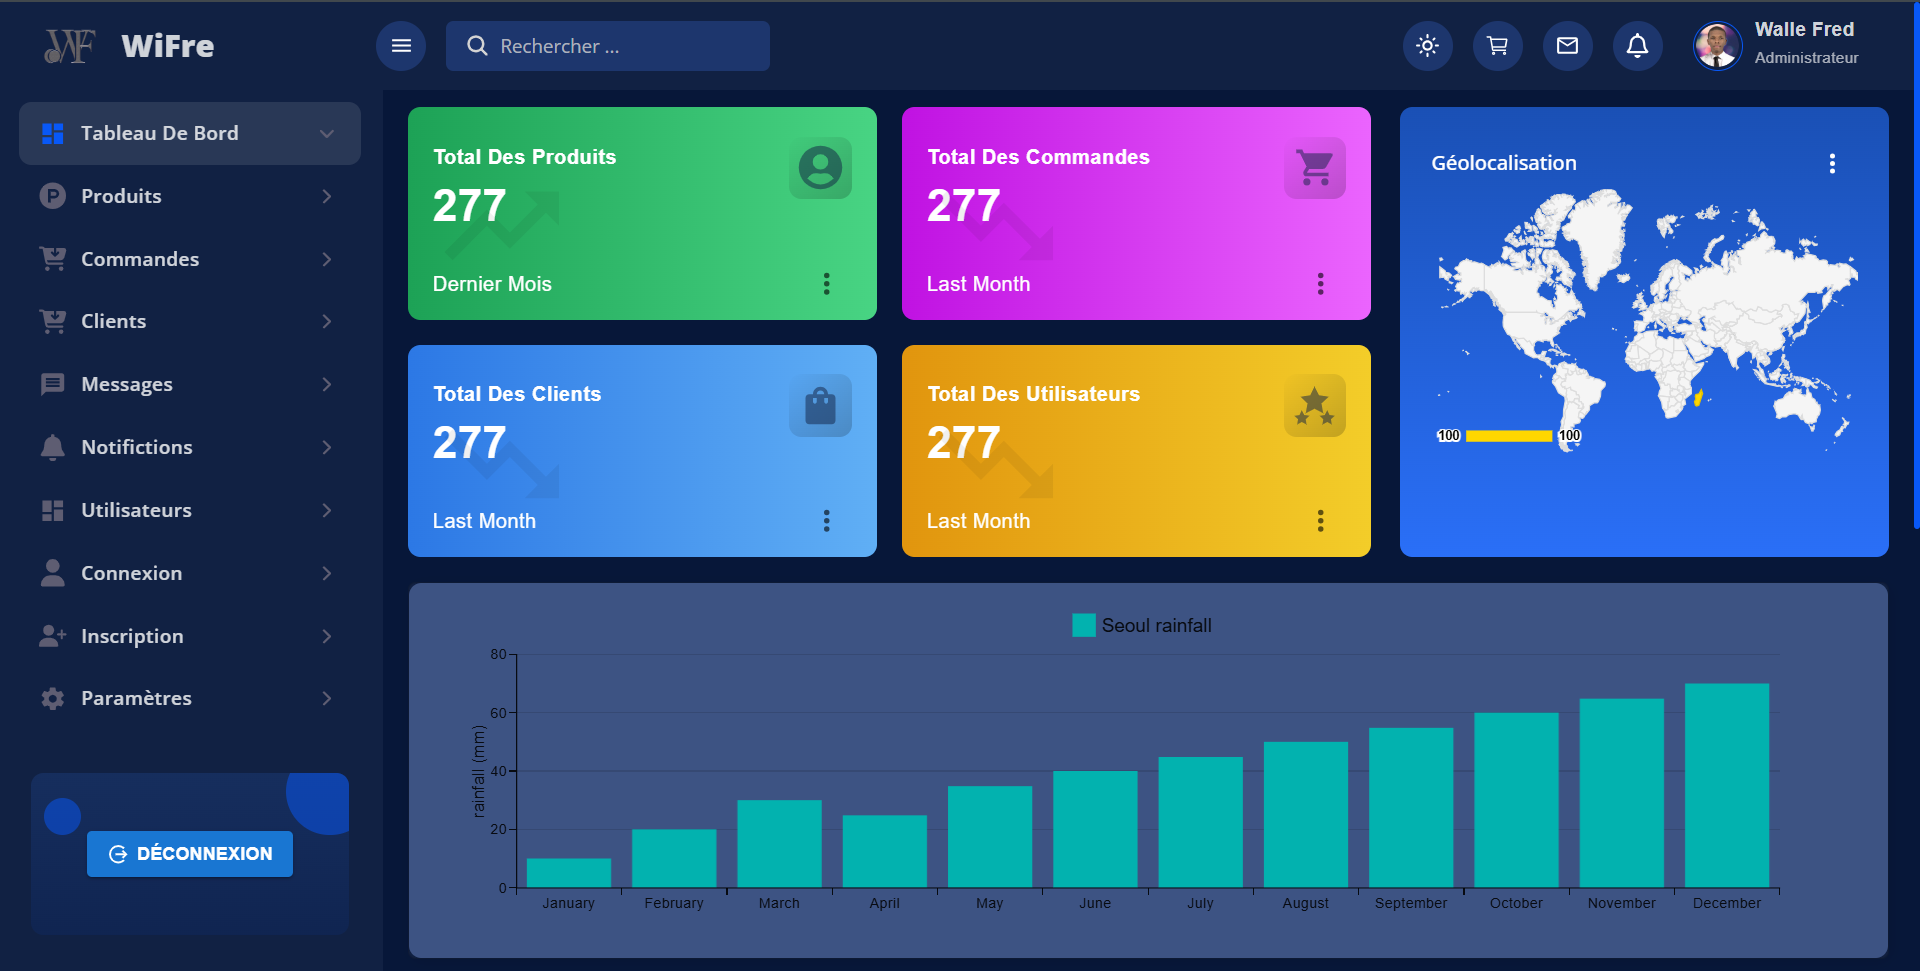 WF
WiFre
Rechercher ...
Walle Fred
Administrateur
Tableau De Bord
Produits
Commandes
Clients
Messages
Notifictions
Utilisateurs
Connexion
Inscription
Paramètres
DÉCONNEXION
Total Des Produits
277
Dernier Mois
Total Des Commandes
277
Last Month
Géolocalisation
100 100
Total Des Clients
277
Last Month
Total Des Utilisateurs
277
Last Month
Seoul rainfall
rainfall (mm)
80
60
40
20
0
January February March April May June July August September October November December